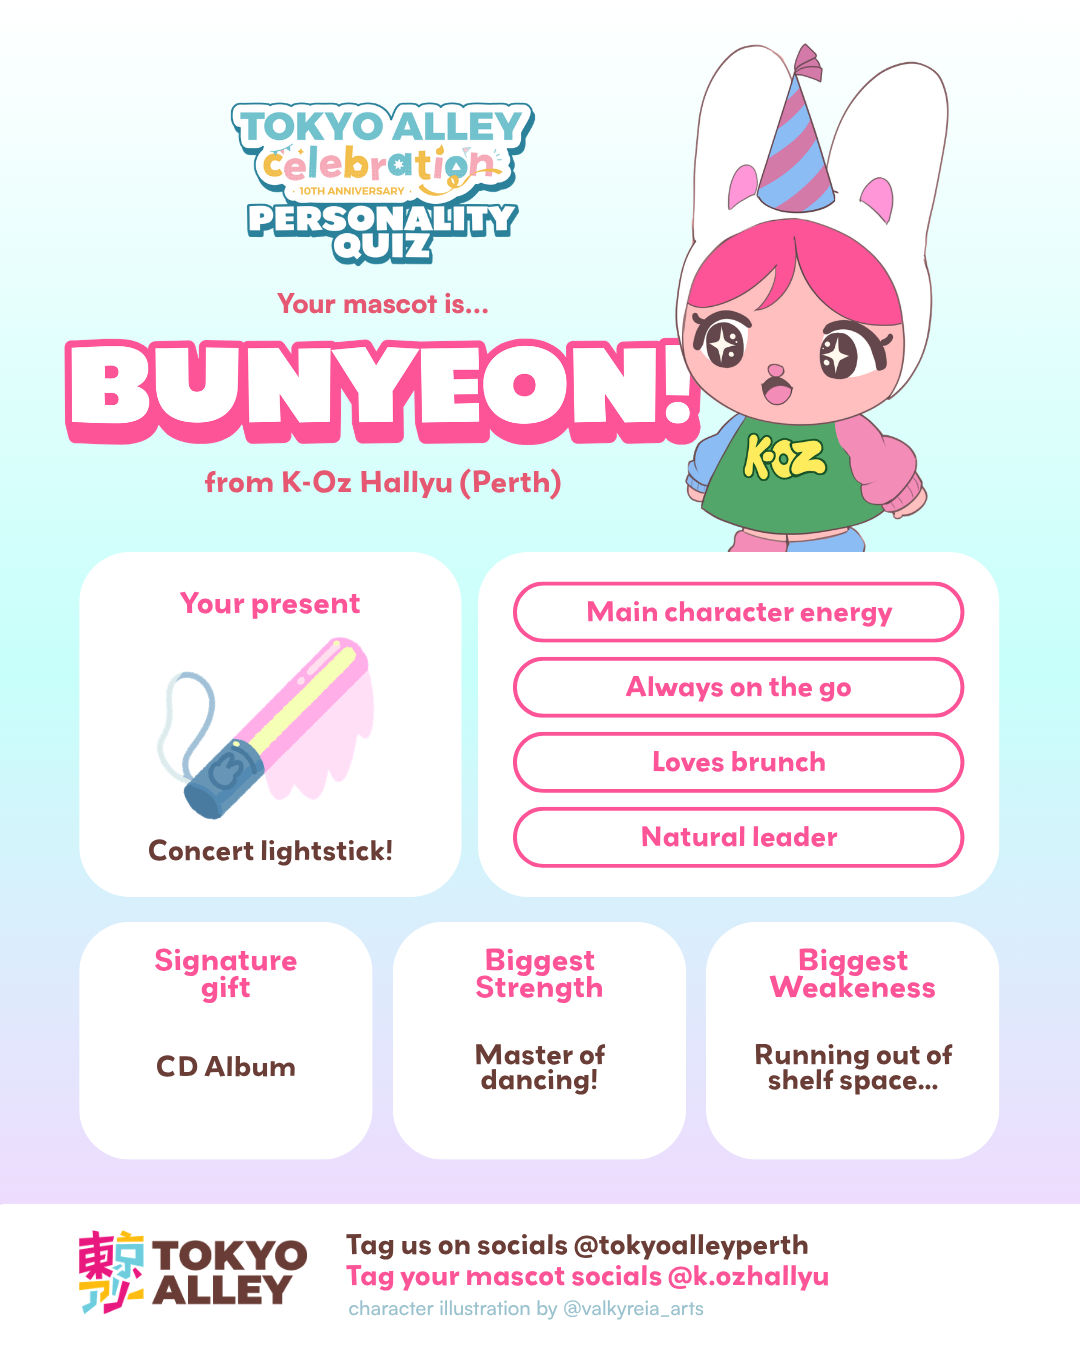 TOKYO ALLEY
celebration
· 10TH ANNIVERSARY ·
PERSONALITY
QUIZ
Your mascot is...
BUNYEON!
from K-Oz Hallyu (Perth)
K-OZ
Your present
Concert lightstick!
Main character energy
Always on the go
Loves brunch
Natural leader
Signature
gift
CD Album
Biggest
Strength
Master of
dancing!
Biggest
Weakeness
Running out of
shelf space...
東京
アリー
TOKYO
ALLEY
Tag us on socials @tokyoalleyperth
Tag your mascot socials @k.ozhallyu
character illustration by @valkyreia_arts